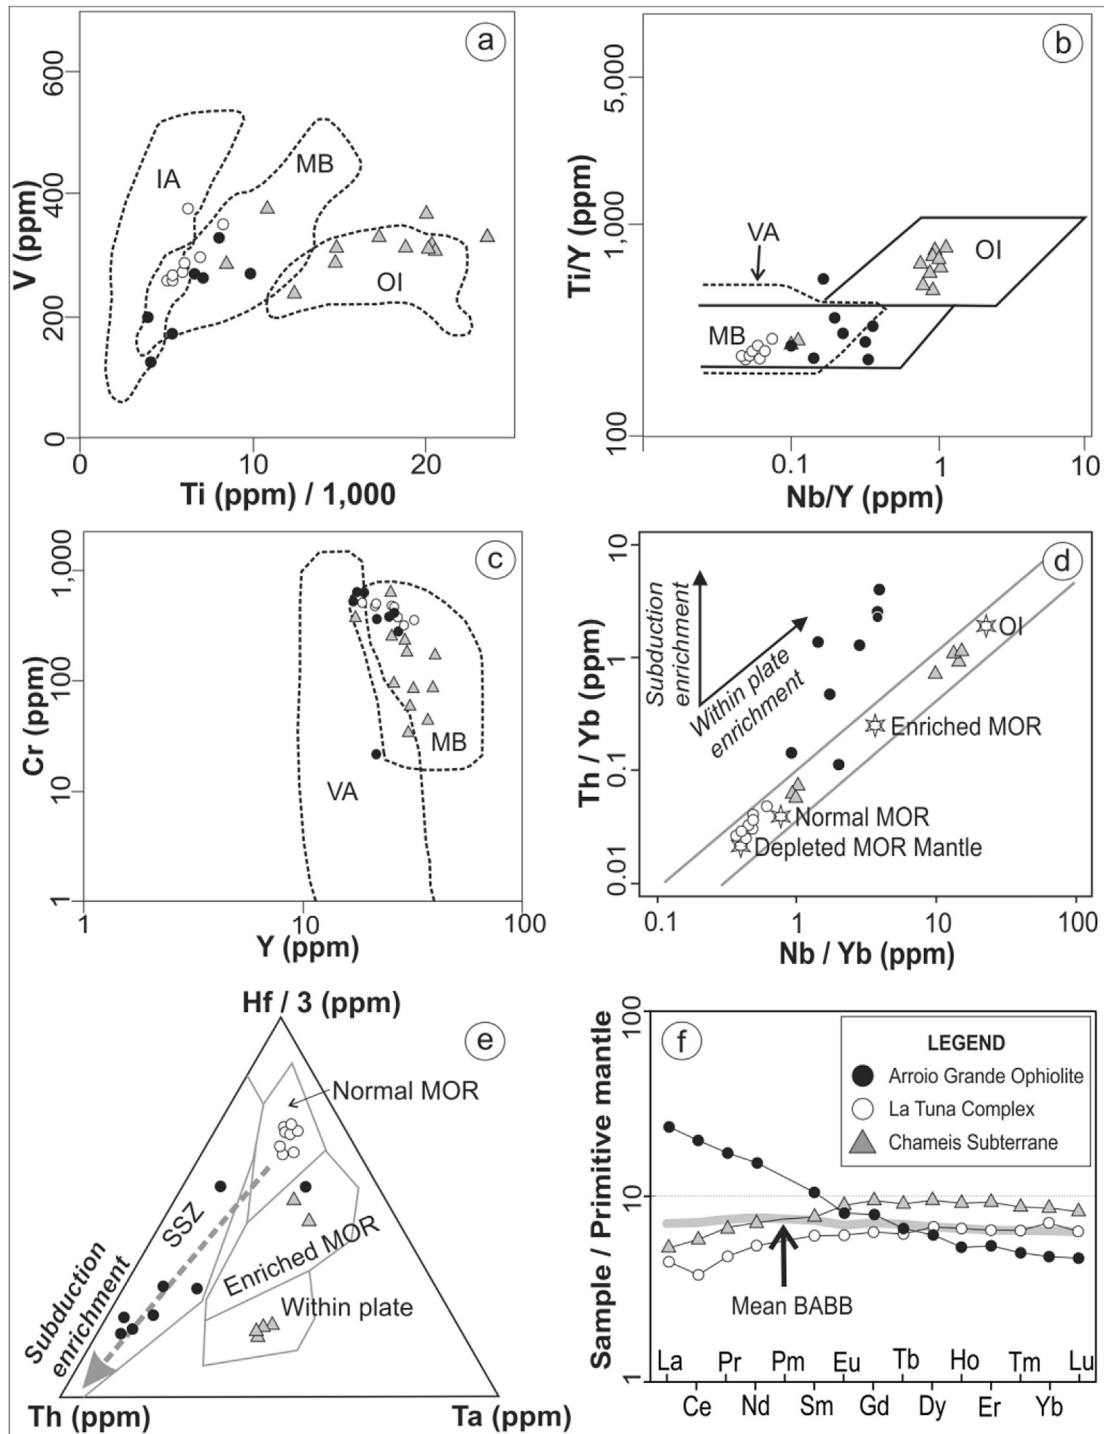 a
600
400
200
0
V (ppm)
IA
MB
OI
0
10
20
Ti (ppm) / 1,000
b
5,000
1,000
100
Ti/Y (ppm)
VA
OI
MB
0.1
1
10
Nb/Y (ppm)
c
1,000
100
10
1
Cr (ppm)
VA
MB
1
10
100
Y (ppm)
d
10
1
0.1
0.01
Th / Yb (ppm)
Subduction
enrichment
Within plate
enrichment
OI
Enriched MOR
Normal MOR
Depleted MOR Mantle
0.1
1
10
100
Nb / Yb (ppm)
Hf / 3 (ppm)
e
Normal MOR
SSZ
Enriched MOR
Within plate
Subduction
enrichment
Th (ppm)
Ta (ppm)
f
100
10
1
Sample / Primitive mantle
LEGEND
Arroio Grande Ophiolite
La Tuna Complex
Chameis Subterrane
Mean BABB
La Pr Pm Eu Tb Ho Tm Lu
Ce Nd Sm Gd Dy Er Yb